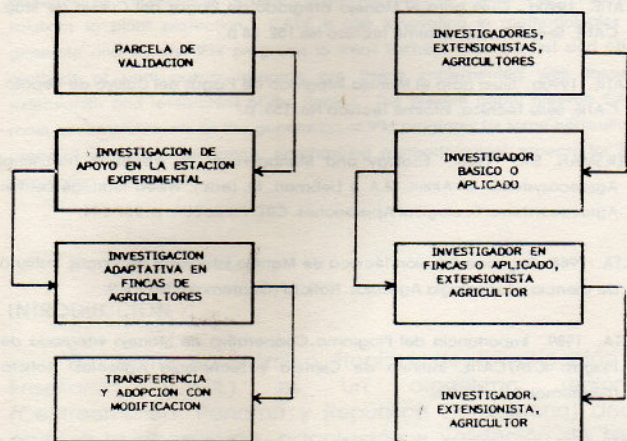 PARCELA DE
VALIDACION
INVESTIGADORES,
EXTENSIONISTAS,
AGRICULTORES
INVESTIGACION DE
APOYO EN LA ESTACION
EXPERIMENTAL
INVESTIGADOR
BASICO O
APLICADO
INVESTIGACION
ADAPTATIVA EN
FINCAS DE
AGRICULTORES
INVESTIGADOR EN
FINCAS O APLICADO,
EXTENSIONISTA
AGRICULTOR
TRANSFERENCIA
Y ADOPCION CON
MODIFICACION
INVESTIGADOR,
EXTENSIONISTA,
AGRICULTOR